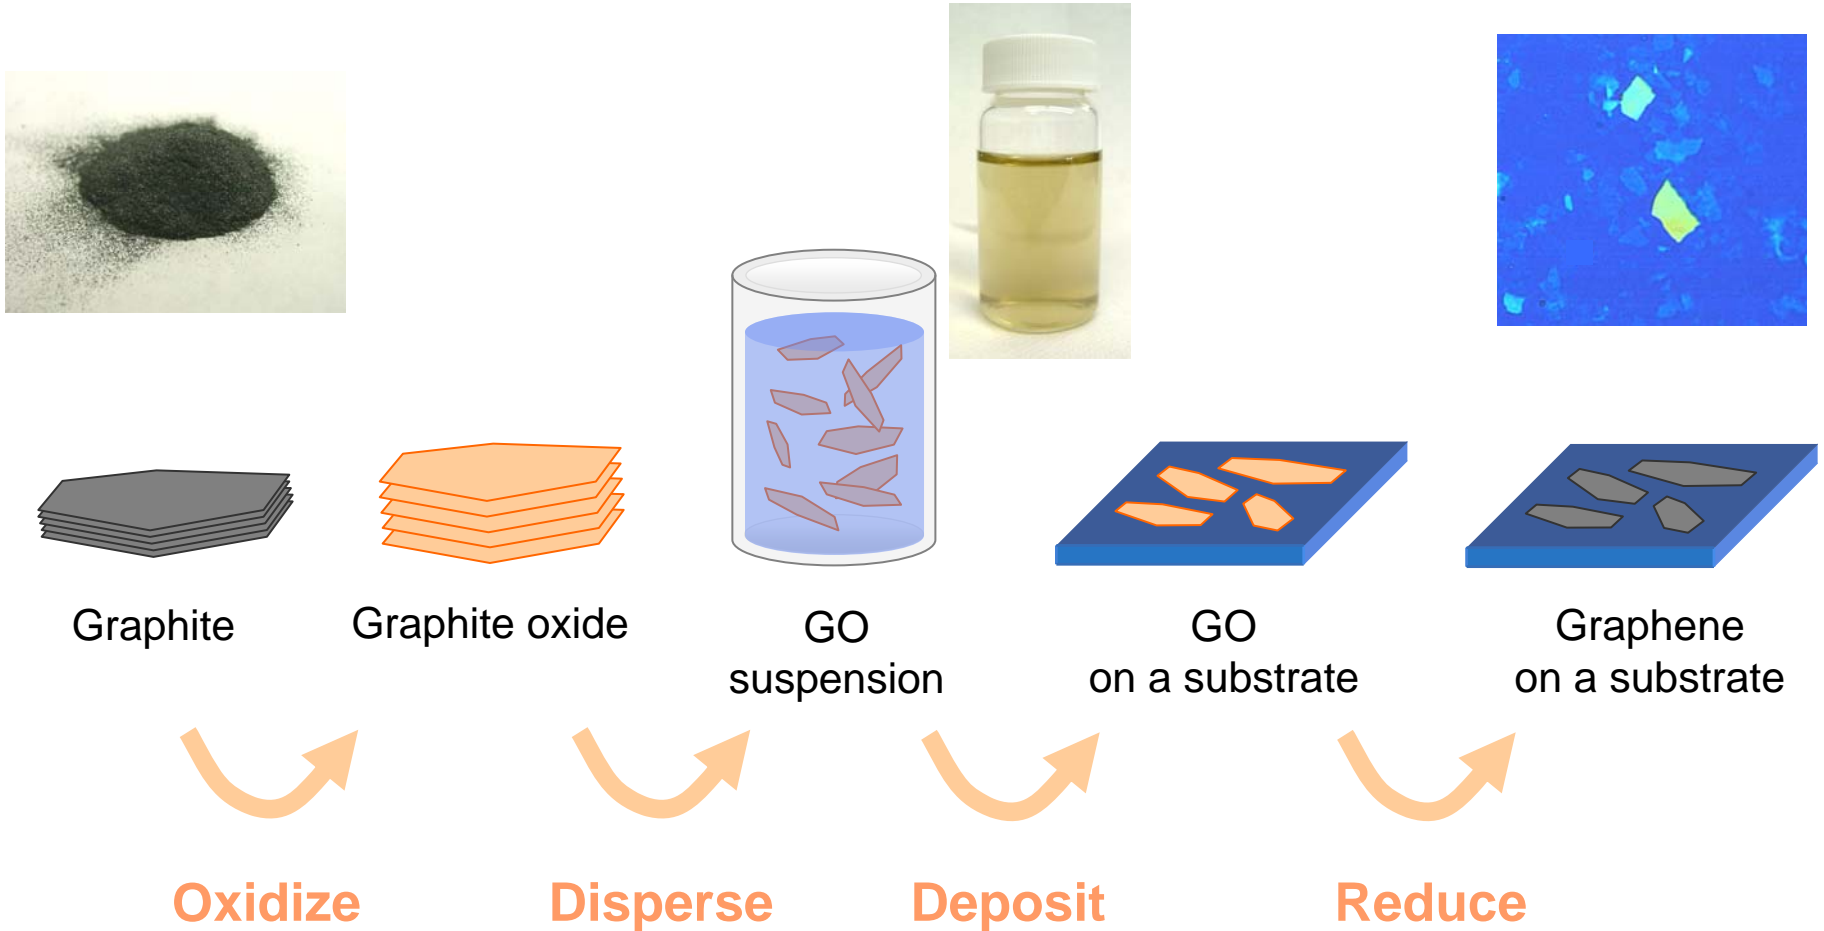 Graphite
Graphite oxide
GO
suspension
GO
on a substrate
Graphene
on a substrate
Oxidize
Disperse
Deposit
Reduce